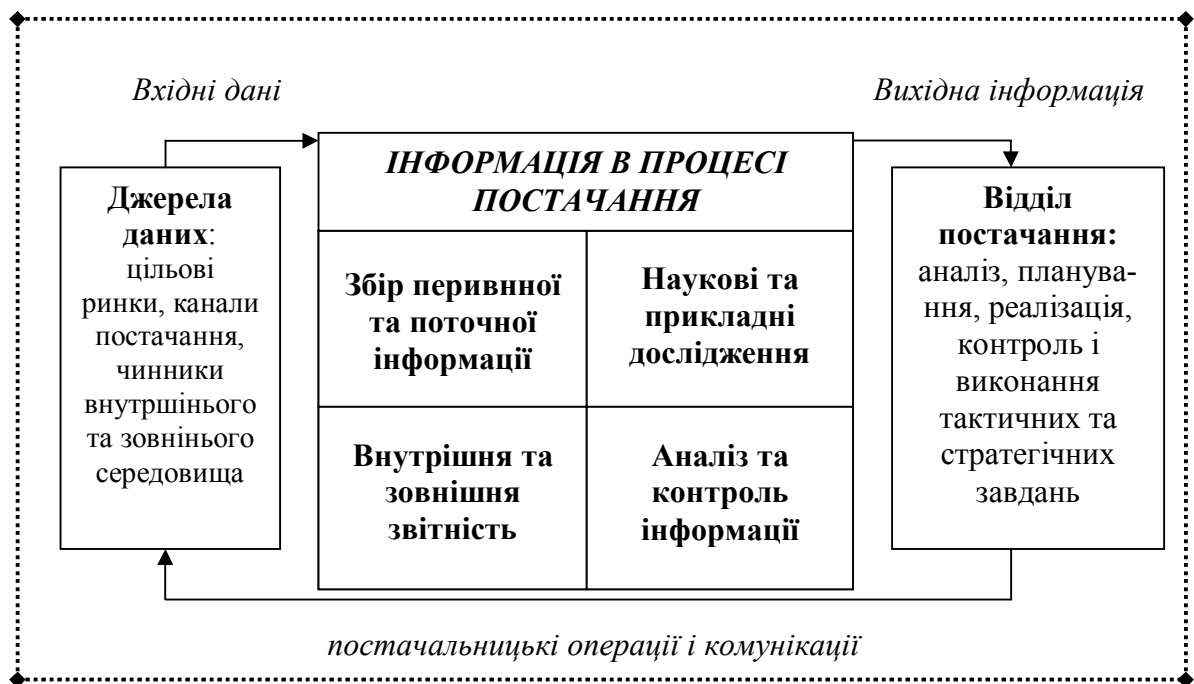 Вхідні дані
Вихідна інформація
Джерела
даних:
цільові
ринки, канали
постачання,
чинники
внутршінього
та зовнінього
середовища
ІНФОРМАЦІЯ В ПРОЦЕСІ
ПОСТАЧАННЯ
Збір перивнної
та поточної
інформації
Наукові та
прикладні
дослідження
Внутрішня та
зовнішня
звітність
Аналіз та
контроль
інформації
Відділ
постачання:
аналіз, планува-
ння, реалізація,
контроль і
виконання
тактичних та
стратегічних
завдань
постачальницькі операції і комунікації